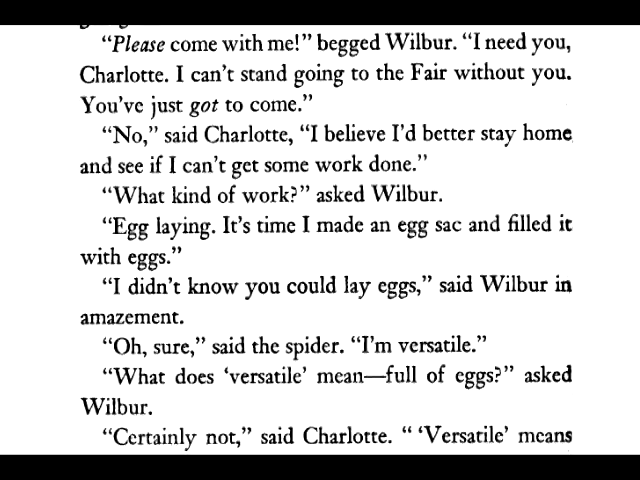 “Please come with me!” begged Wilbur. “I need you,
Charlotte. I can’t stand going to the Fair without you.
You’ve just got to come.”
“No,” said Charlotte, “I believe I’d better stay home
and see if I can’t get some work done.”
“What kind of work?” asked Wilbur.
“Egg laying. It’s time I made an egg sac and filled it
with eggs.”
“I didn’t know you could lay eggs,” said Wilbur in
amazement.
“Oh, sure,” said the spider. “I’m versatile.”
“What does ‘versatile’ mean—full of eggs?” asked
Wilbur.
“Certainly not,” said Charlotte. “ ‘Versatile’ means